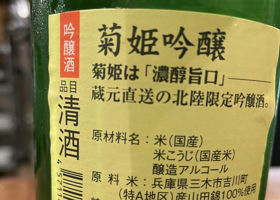 吟醸酒
菊姫吟醸
菊姫は「濃醇旨口」
蔵元直送の北陸限定吟醸酒。
品目
清酒
原材料名：米（国産）
米こうじ（国産米）
醸造アルコール
原料米：兵庫県三木市吉川町
（特A地区）産山田錦100%